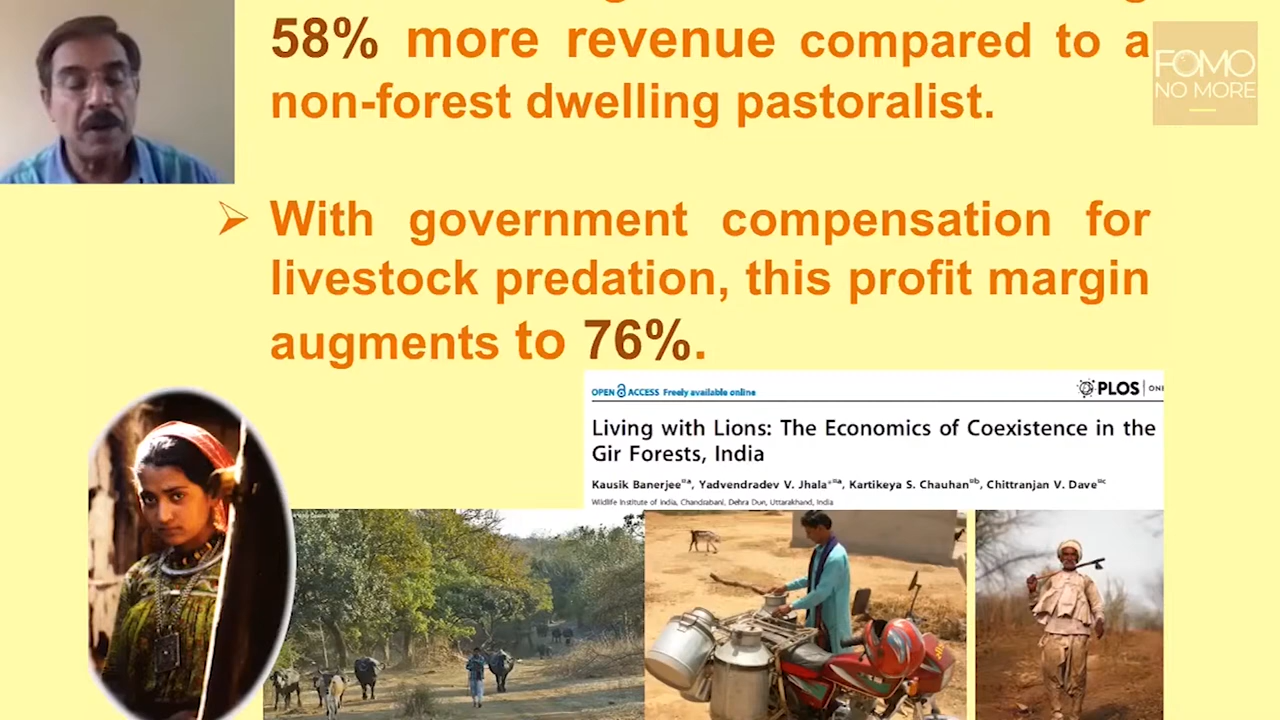 58% more revenue compared to a
non-forest dwelling pastoralist.
FOMO
NO MORE
➢ With government compensation for
livestock predation, this profit margin
augments to 76%.
OPEN ACCESS Freely available online
PLOS | ON
Living with Lions: The Economics of Coexistence in the
Gir Forests, India
Kausik Banerjee, Yadvendradev V. Jhala, Kartikeya S. Chauhan, Chittranjan V. Dave
Wildlife Institute of India, Chandrabani, Dehra Dun, Uttarakhand, India